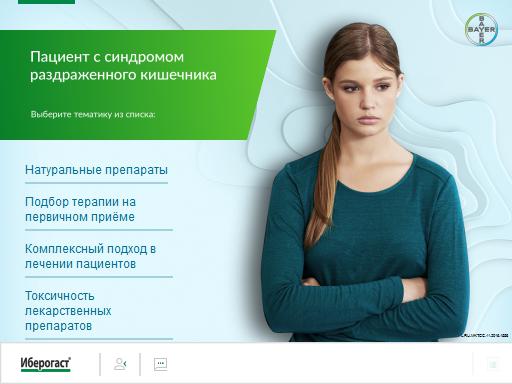 Пациент с синдромом
раздраженного кишечника
Выберите тематику из списка:
BAYER
BAYER
Натуральные препараты
Подбор терапии на
первичном приёме
Комплексный подход в
лечении пациентов
Токсичность
лекарственных
препаратов
Иберогаст®